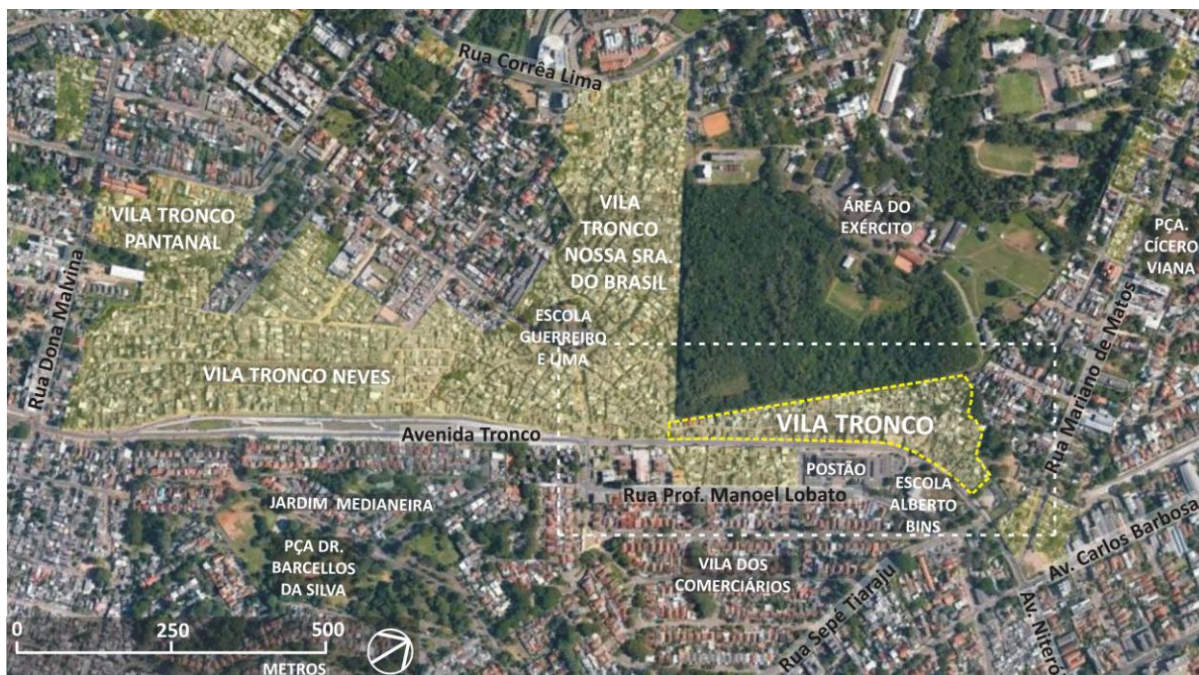 Rua Corrêa Lima
VILA TRONCO
PANTANAL
VILA
TRONCO
NOSSA SRA.
DO BRASIL
ÁREA DO
EXÉRCITO
PÇA.
CÍCERO
VIANA
Rua Dona Malvina
ESCOLA
GUERREIRO
E LIMA
Rua Mariano de Matos
VILA TRONCO NEVES
VILA TRONCO
Avenida Tronco
POSTÃO
Rua Prof. Manoel Lobato
ESCOLA
ALBERTO
BINS
JARDIM MEDIANEIRA
PÇA DR.
BARCELLOS
DA SILVA
VILA DOS
COMERCIÁRIOS
Av. Carlos Barbosa
Rua Sepé Tiaraju
Av. Niterói
0 250 500
METROS